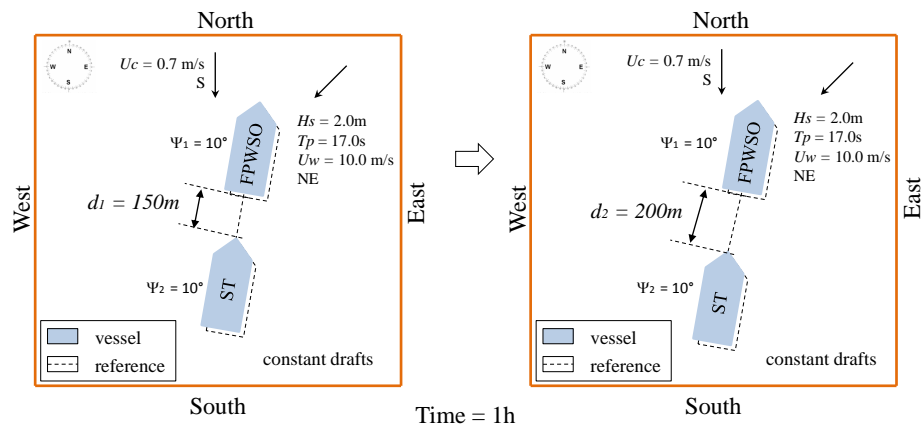 North
N
W E
S
Uc = 0.7 m/s
S
Hs = 2.0m
Tp = 17.0s
Uw = 10.0 m/s
NE
Ψ1 = 10°
FPWSO
d1 = 150m
West
East
Ψ2 = 10°
ST
vessel
reference
constant drafts
South
North
N
W E
S
Uc = 0.7 m/s
S
Hs = 2.0m
Tp = 17.0s
Uw = 10.0 m/s
NE
Ψ1 = 10°
FPWSO
d2 = 200m
West
East
Ψ2 = 10°
ST
vessel
reference
constant drafts
South
Time = 1h